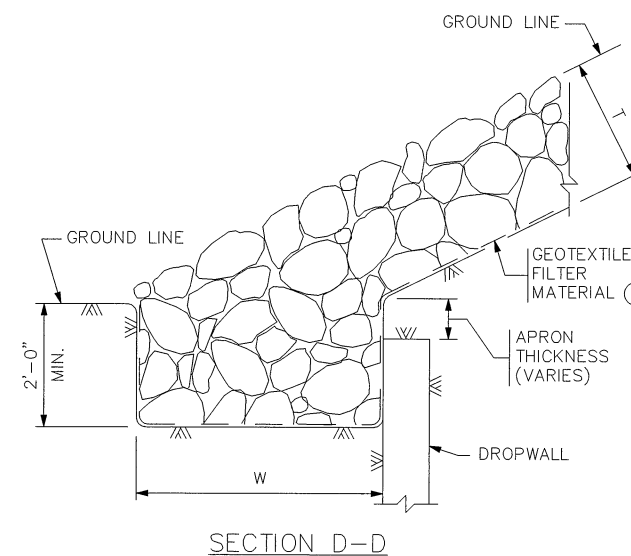 GROUND LINE
T
GROUND LINE
GEOTEXTILE
FILTER
MATERIAL (
2'-0"
MIN.
APRON
THICKNESS
(VARIES)
DROPWALL
W
SECTION D-D